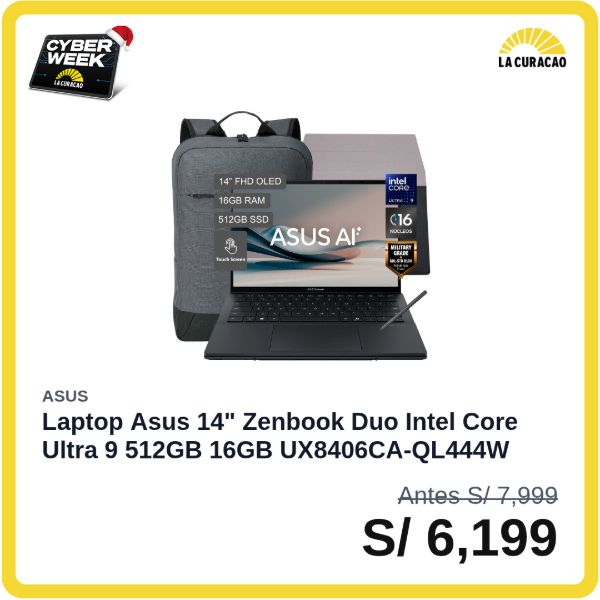 CYBER
WEEK
LA CURACAO
LA CURACAO
14" FHD OLED
16GB RAM
512GB SSD
Touch Screen
ASUS AI
intel
CORE
ULTRA 9
16
NÚCLEOS
MILITARY
GRADE
ASUS
Laptop Asus 14" Zenbook Duo Intel Core
Ultra 9 512GB 16GB UX8406CA-QL444W
Antes S/ 7,999
S/ 6,199